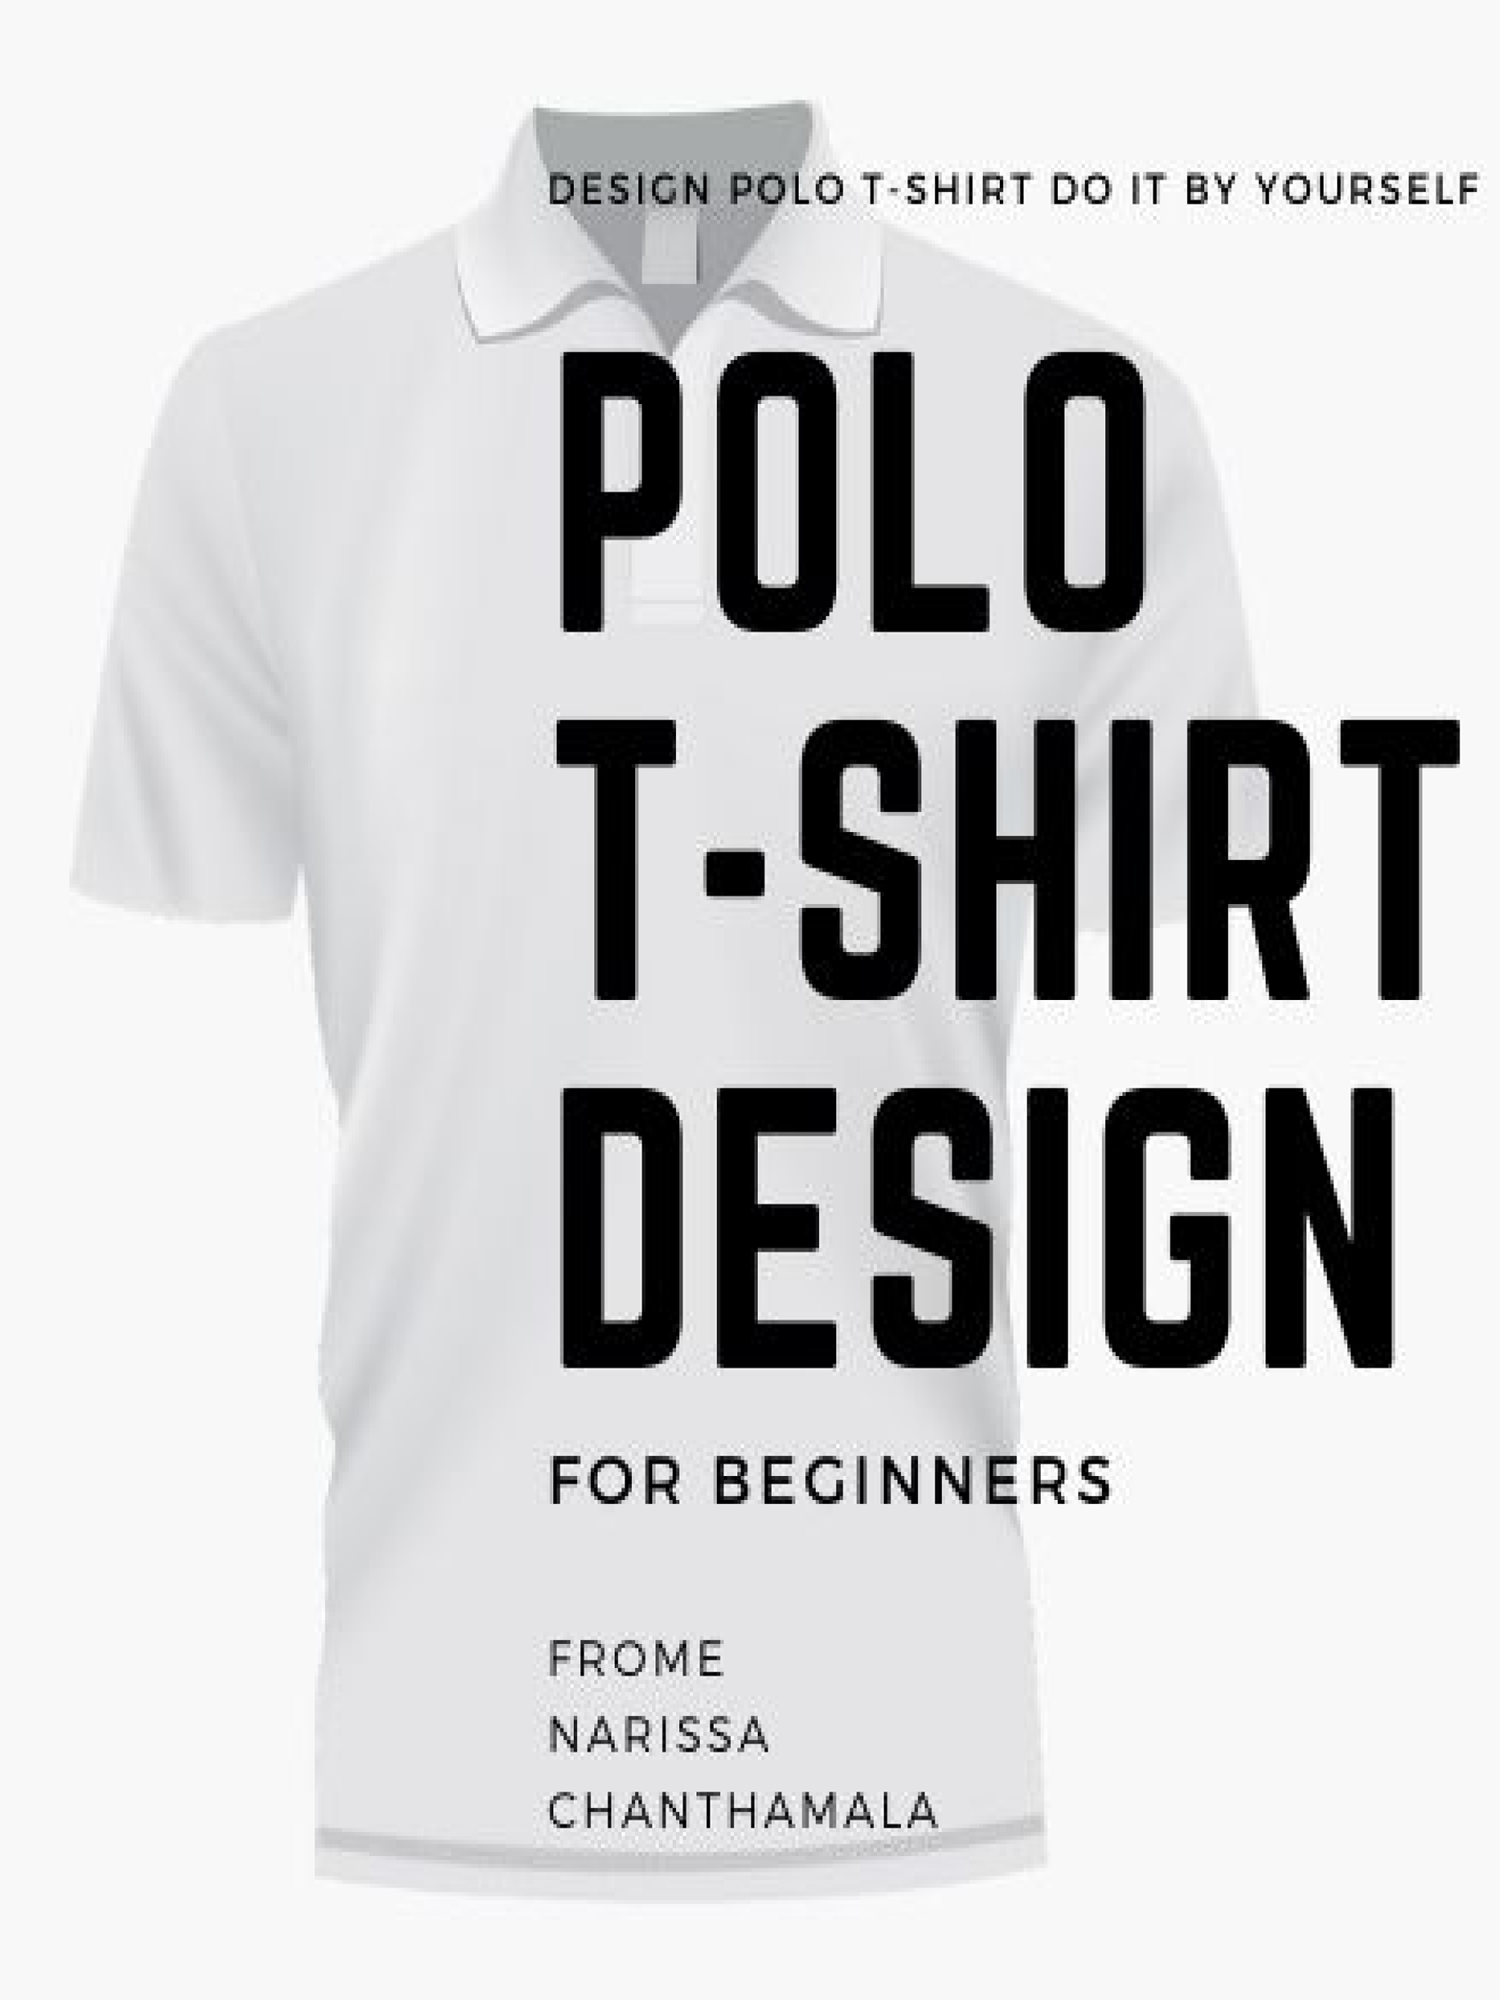 DESIGN POLO T-SHIRT DO IT BY YOURSELF
POLO
T-SHIRT
DESIGN
FOR BEGINNERS
FROME
NARISSA
CHANTHAMALA